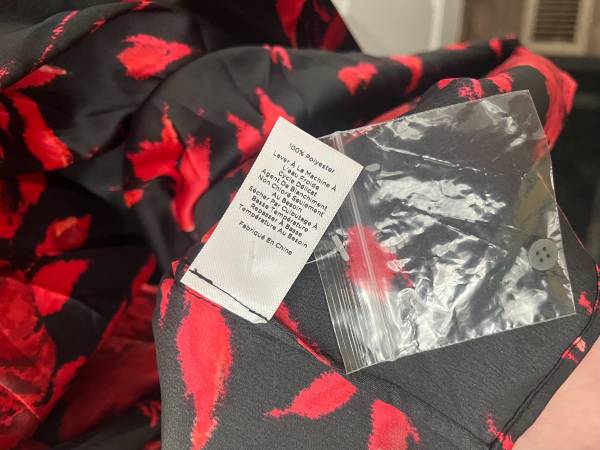 100% Polyester
Laver À La Machine À
L'eau Froide
Cycle Délicat
Agent De Blanchiment
Non Chloré Seulement
Au Besoin
Sécher Par Culbutage À
Basse Température
Repasser À Basse
Température Au Besoin
Fabriqué En Chine